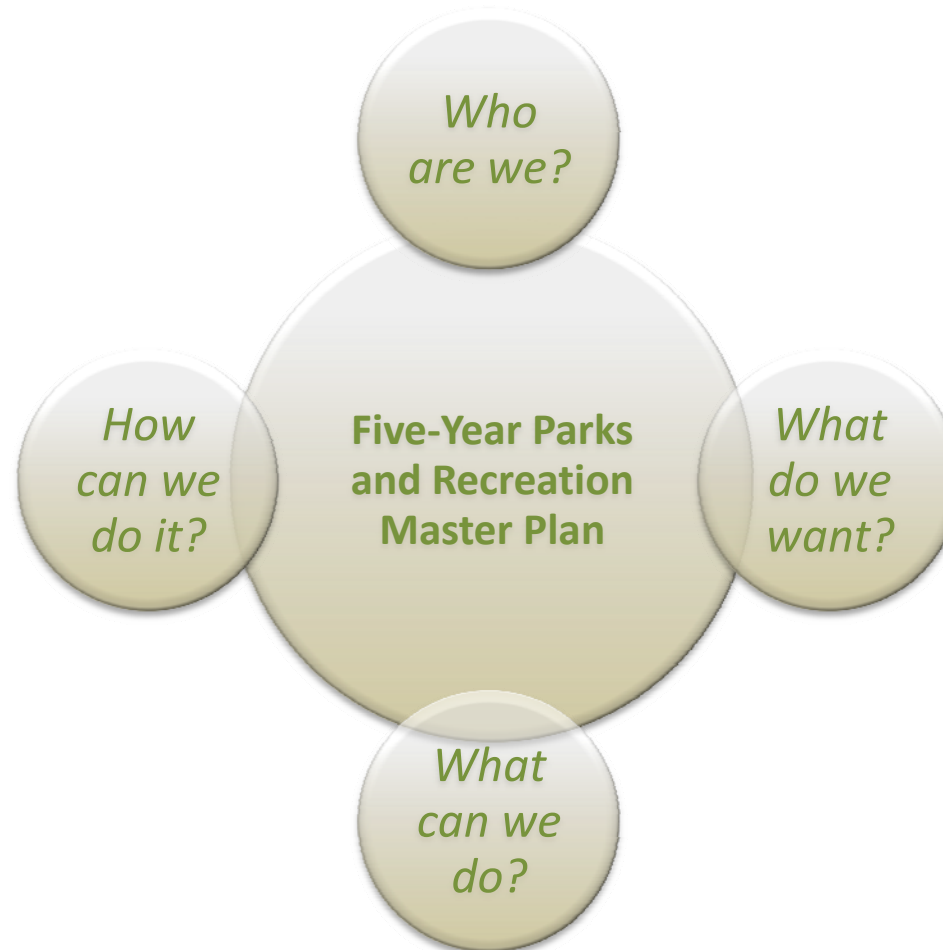 Who
are we?
How
can we
do it?
Five-Year Parks
and Recreation
Master Plan
What
do we
want?
What
can we
do?